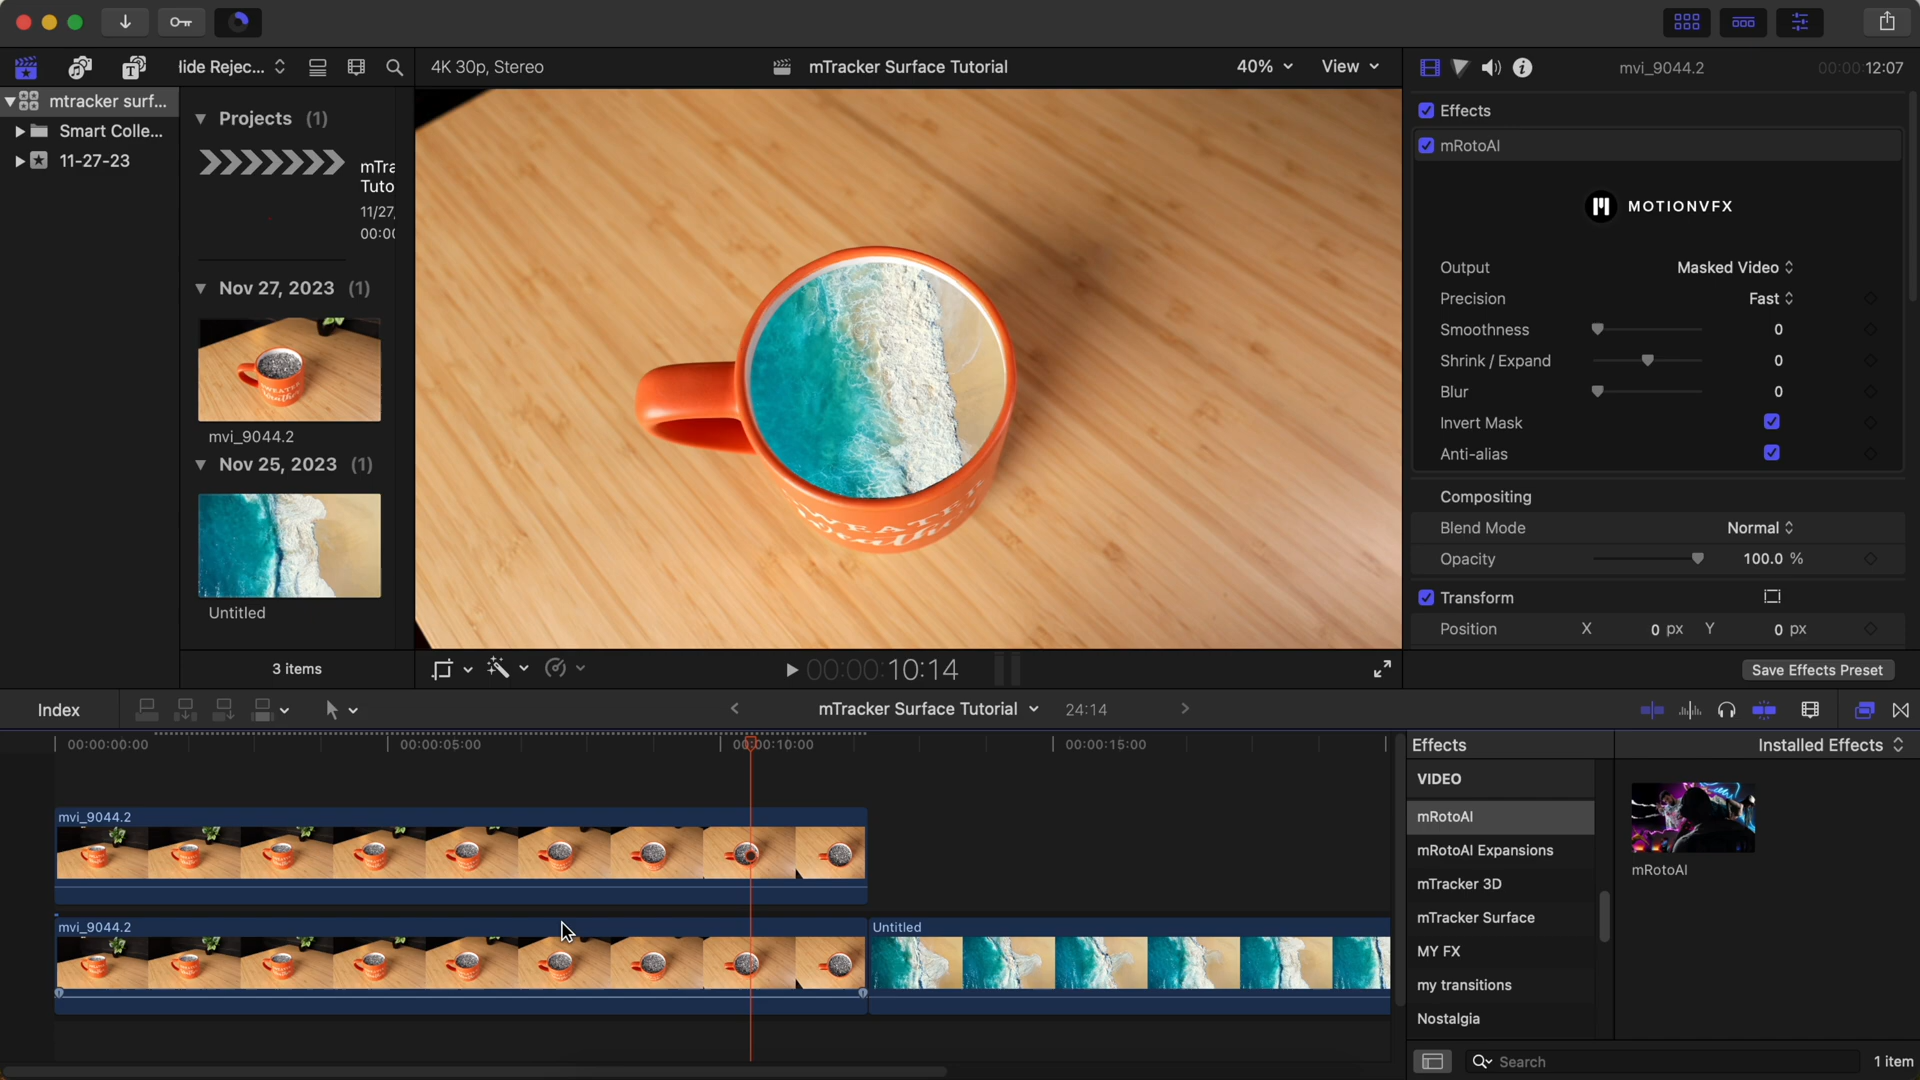 lide Rejec...
4K 30p, Stereo
mTracker Surface Tutorial
40%
View
mvi_9044.2
00:00:12:07
mtracker surf...
Smart Colle...
11-27-23
Projects (1)
mTra
Tuto
11/27,
00:00
Nov 27, 2023 (1)
mvi_9044.2
Nov 25, 2023 (1)
Untitled
3 items
SWEATER
Weather
Effects
mRotoAI
MOTIONVFX
Output Masked Video
Precision Fast
Smoothness 0
Shrink / Expand 0
Blur 0
Invert Mask
Anti-alias
Compositing
Blend Mode Normal
Opacity 100.0 %
Transform
Position X 0 px Y 0 px
Save Effects Preset
00:00:00:10:14
Index
mTracker Surface Tutorial
24:14
00:00:00:00
00:00:05:00
00:00:10:00
00:00:15:00
mvi_9044.2
mvi_9044.2
Untitled
Effects
Installed Effects
VIDEO
mRotoAI
mRotoAI Expansions
mTracker 3D
mTracker Surface
MY FX
my transitions
Nostalgia
mRotoAI
Search
1 item